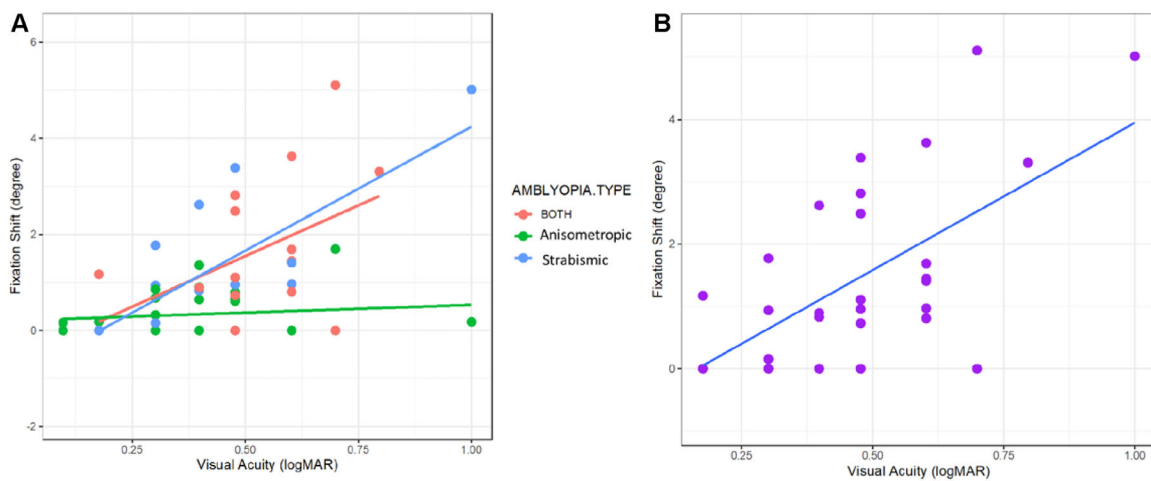 A
6
4
2
0
-2
Fixation Shift (degree)
0.25
0.50
0.75
1.00
Visual Acuity (logMAR)
AMBLYOPIA.TYPE
BOTH
Anisometropic
Strabismic
B
4
2
0
Fixation Shift (degree)
0.25
0.50
0.75
1.00
Visual Acuity (logMAR)